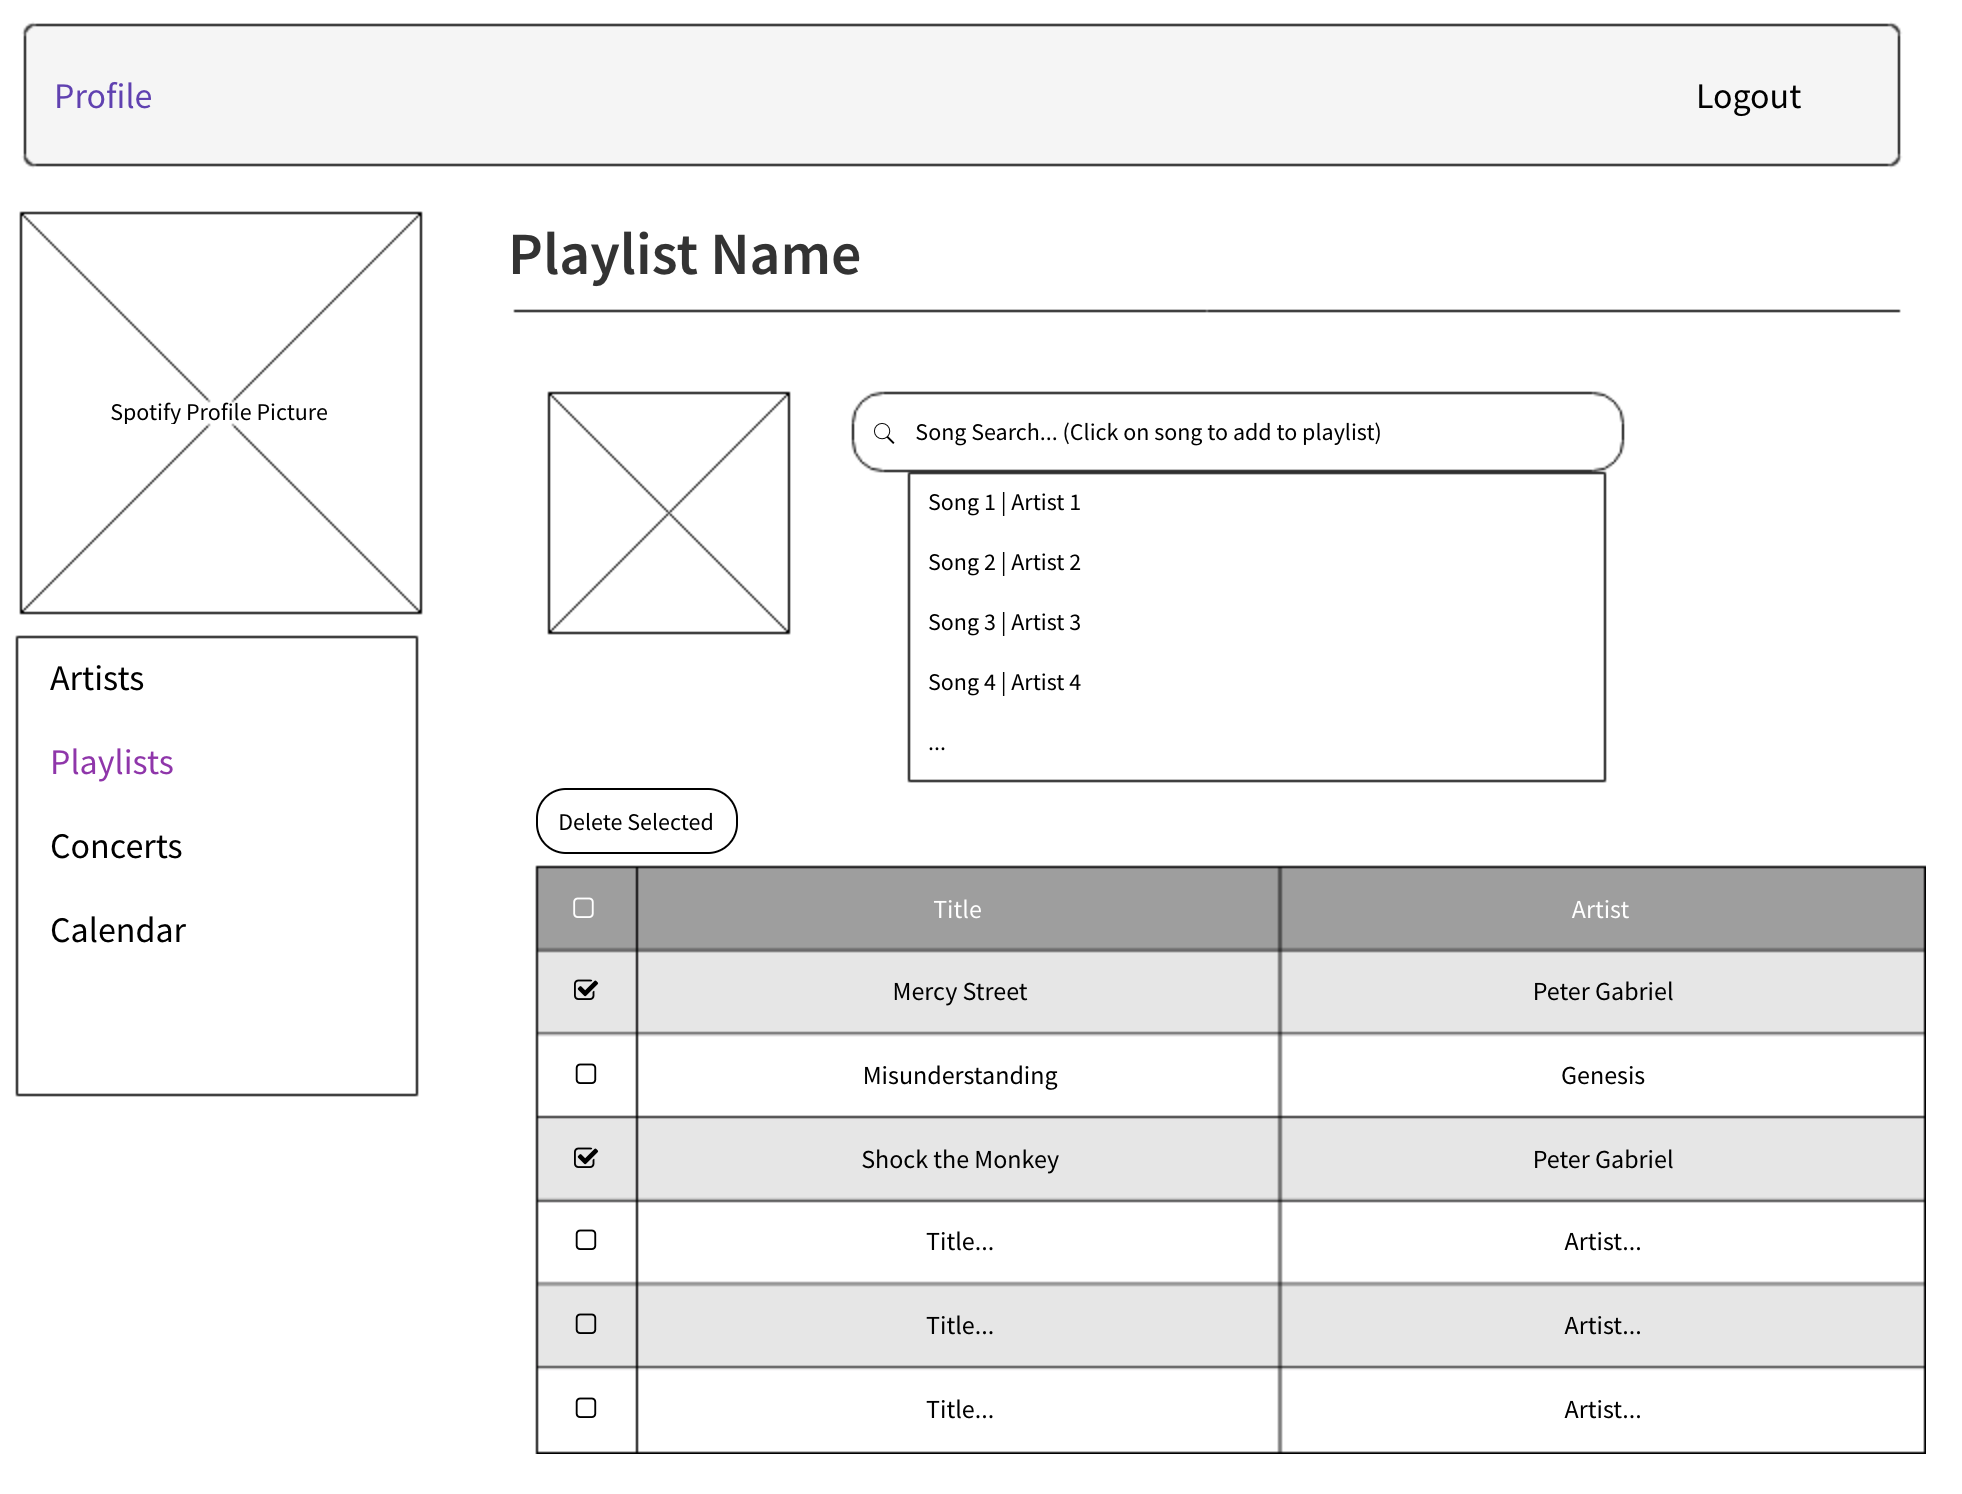 Profile
Logout
Spotify Profile Picture
Artists
Playlists
Concerts
Calendar
Playlist Name
Song Search... (Click on song to add to playlist)
Song 1 | Artist 1
Song 2 | Artist 2
Song 3 | Artist 3
Song 4 | Artist 4
...
Delete Selected
Title Artist
Mercy Street Peter Gabriel
Misunderstanding Genesis
Shock the Monkey Peter Gabriel
Title... Artist...
Title... Artist...
Title... Artist...